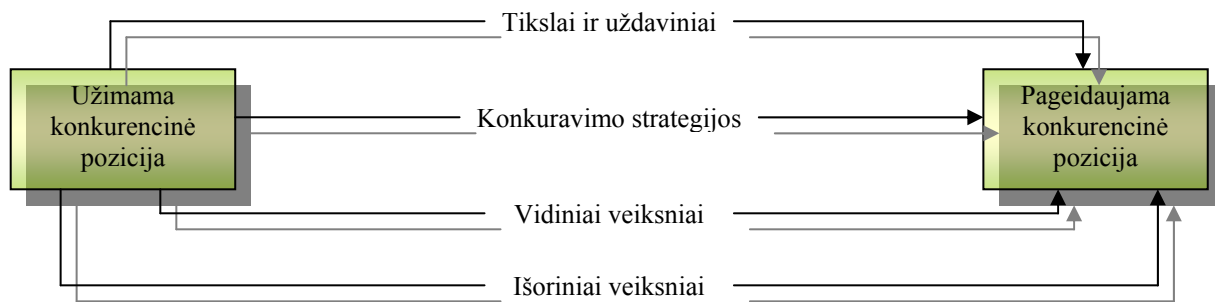 Tikslai ir uždaviniai
Užimama
konkurencinė
pozicija
Konkuravimo strategijos
Pageidaujama
konkurencinė
pozicija
Vidiniai veiksniai
Išoriniai veiksniai